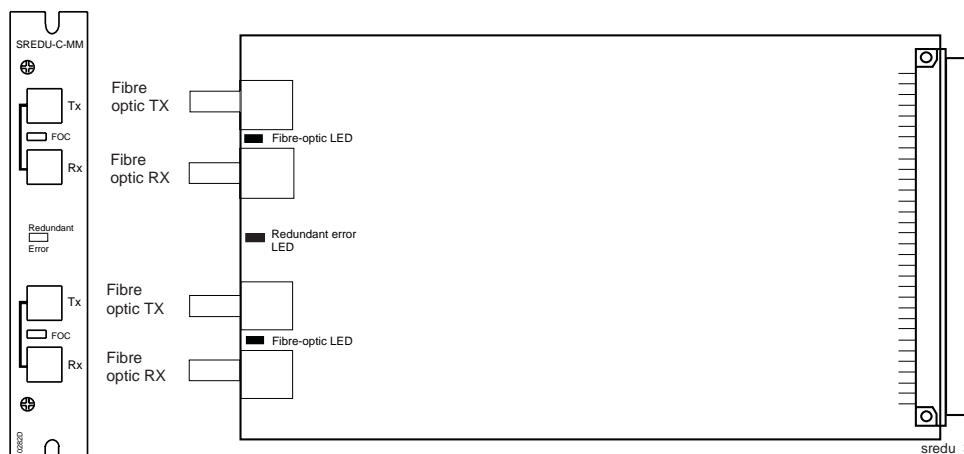 SREDU-C-MM
Tx
FOC
Rx
Redundant
Error
Tx
FOC
Rx
0282D
Fibre
optic TX
Fibre-optic LED
Fibre
optic RX
Redundant error
LED
Fibre
optic TX
Fibre-optic LED
Fibre
optic RX
sredu